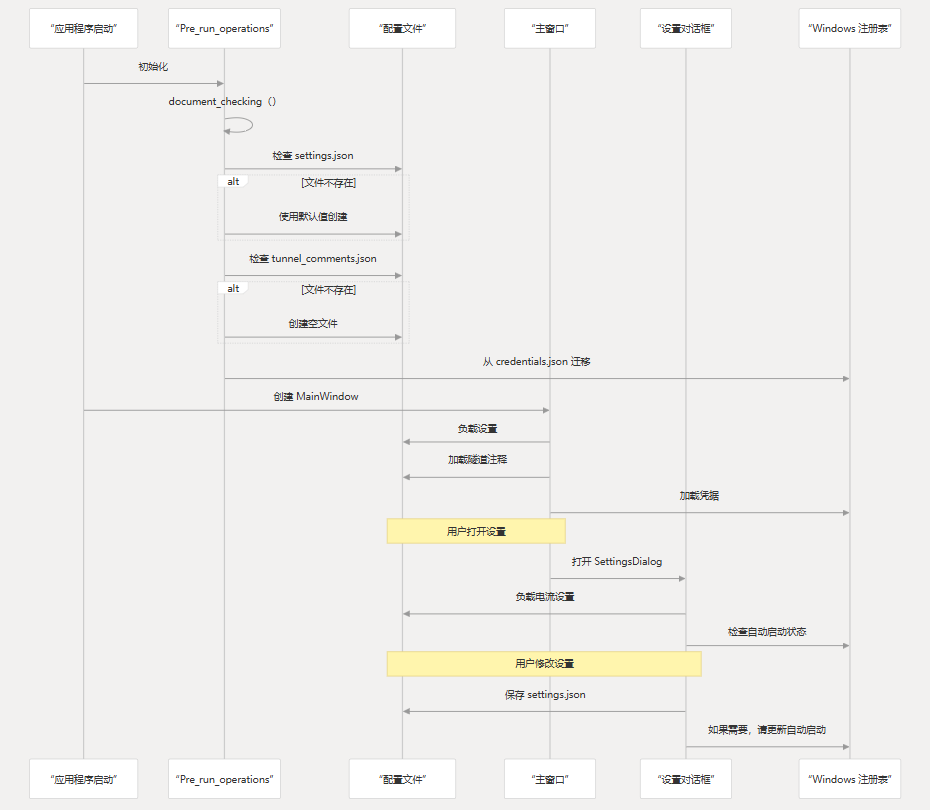 “应用程序启动”
“Pre_run_operations”
“配置文件”
“主窗口”
“设置对话框”
“Windows 注册表”
初始化
document_checking（）
检查 settings.json
alt
[文件不存在]
使用默认值创建
检查 tunnel_comments.json
alt
[文件不存在]
创建空文件
从 credentials.json 迁移
创建 MainWindow
负载设置
加载隧道注释
加载凭据
用户打开设置
打开 SettingsDialog
负载电流设置
检查自动启动状态
用户修改设置
保存 settings.json
如果需要，请更新自动启动
“应用程序启动”
“Pre_run_operations”
“配置文件”
“主窗口”
“设置对话框”
“Windows 注册表”